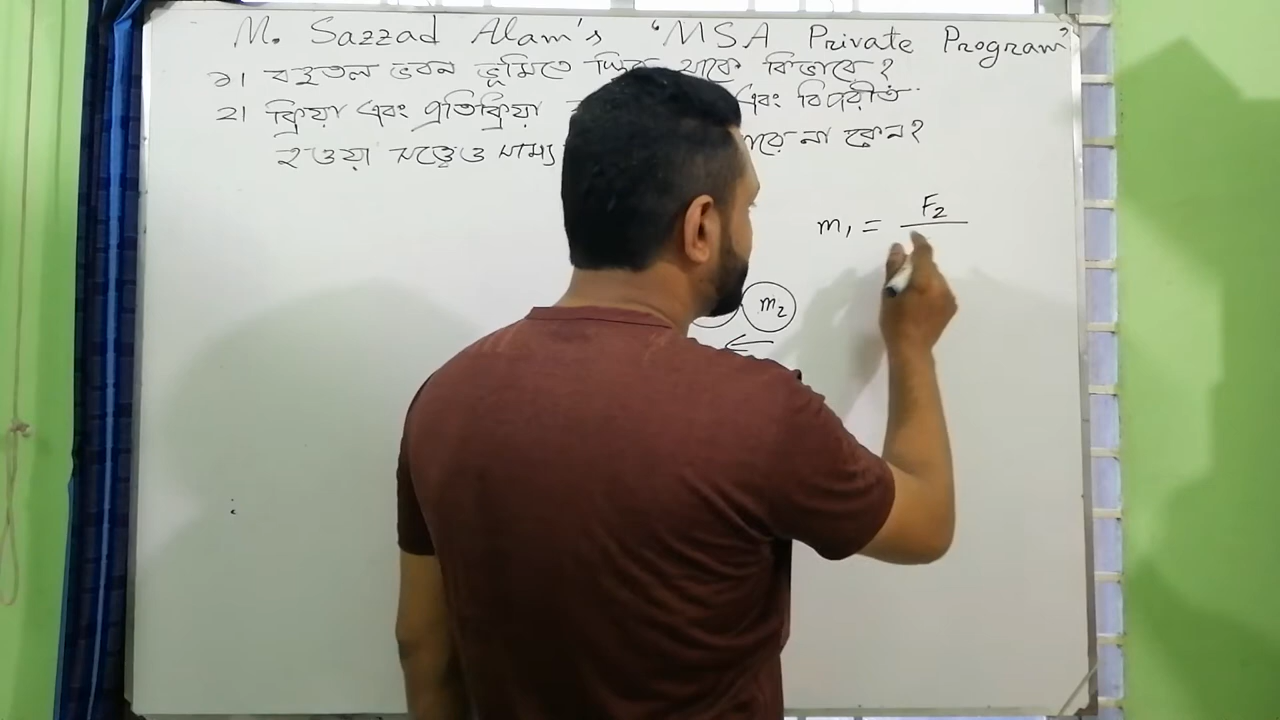 M. Sazzad Alam's 'MSA Private Program'
১। বহুতল ভবন ভূমিতে থাকে কিভাবে?
২। ক্রিয়া এবং প্রতিক্রিয়া এবং বিপরীত
হওয়া সত্ত্বেও না কেন?
m₁ = F₂
m₂